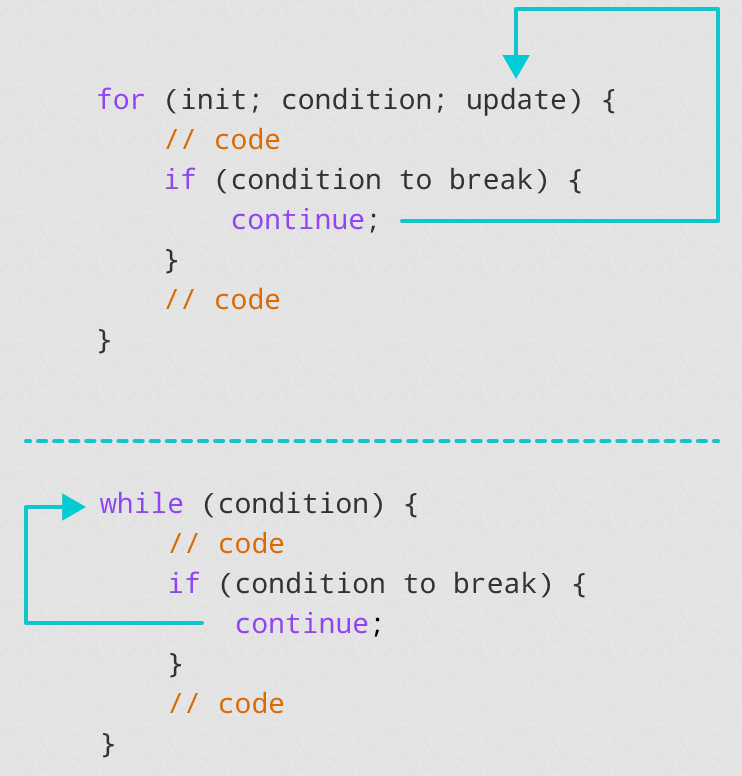 for (init; condition; update) {
// code
if (condition to break) {
continue;
}
// code
}
while (condition) {
// code
if (condition to break) {
continue;
}
// code
}